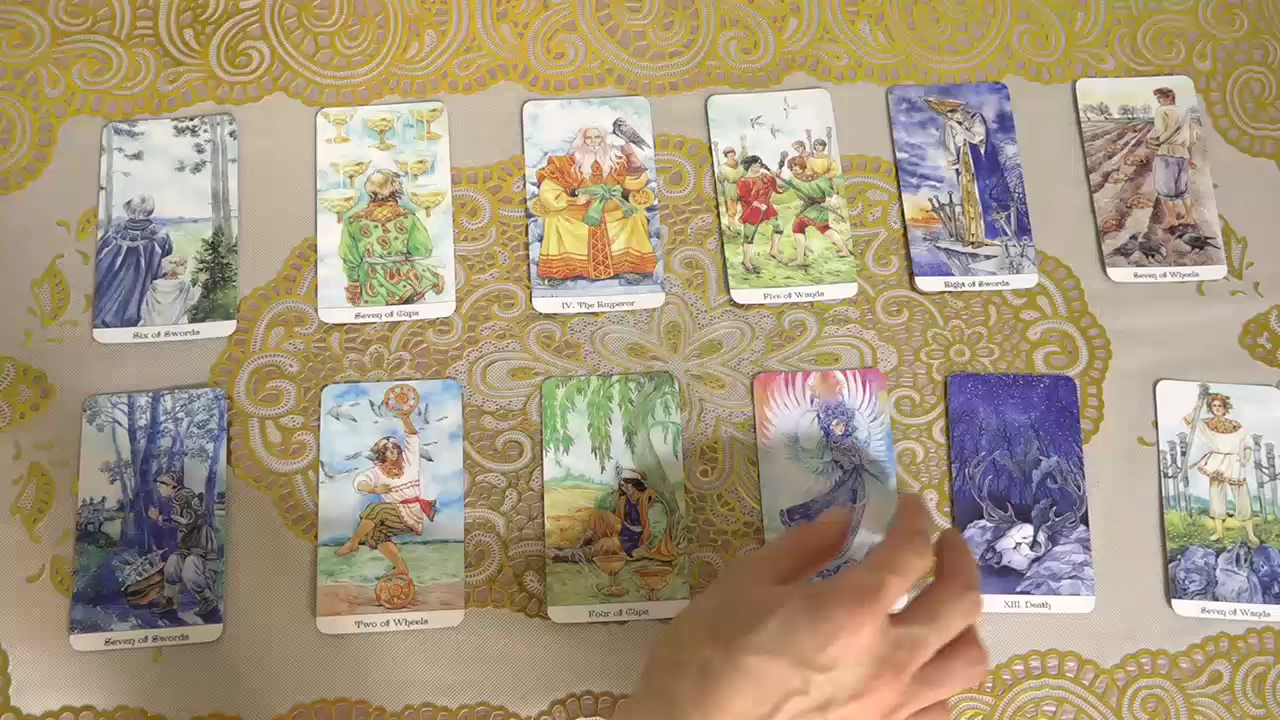 Six of Swords
Seven of Cups
IV. The Emperor
Five of Wands
Eight of Swords
Seven of Wheels
Seven of Swords
Two of Wheels
Four of Cups
XIII. Death
Seven of Wands